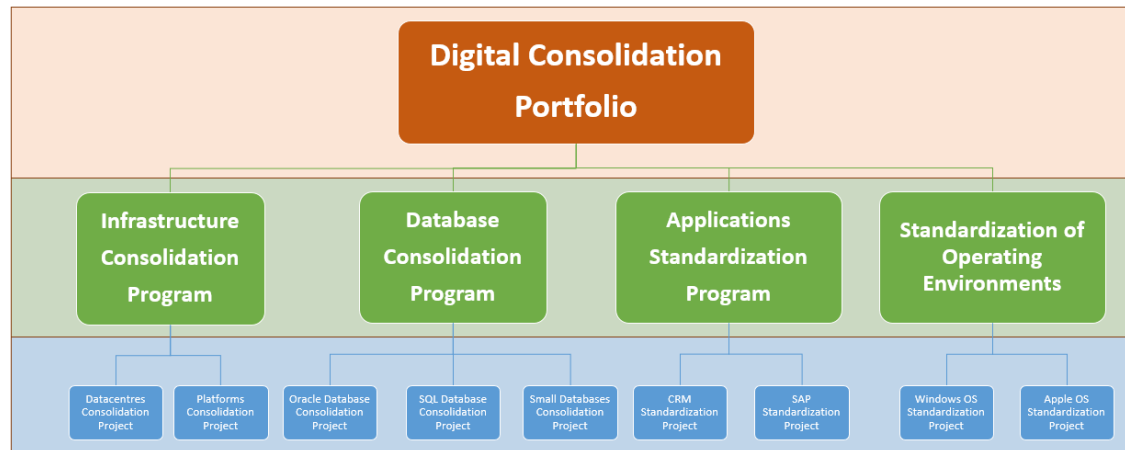 Digital Consolidation
Portfolio
Infrastructure
Consolidation
Program
Database
Consolidation
Program
Applications
Standardization
Program
Standardization of
Operating
Environments
Datacentres
Consolidation
Project
Platforms
Consolidation
Project
Oracle Database
Consolidation
Project
SQL Database
Consolidation
Project
Small Databases
Consolidation
Project
CRM
Standardization
Project
SAP
Standardization
Project
Windows OS
Standardization
Project
Apple OS
Standardization
Project